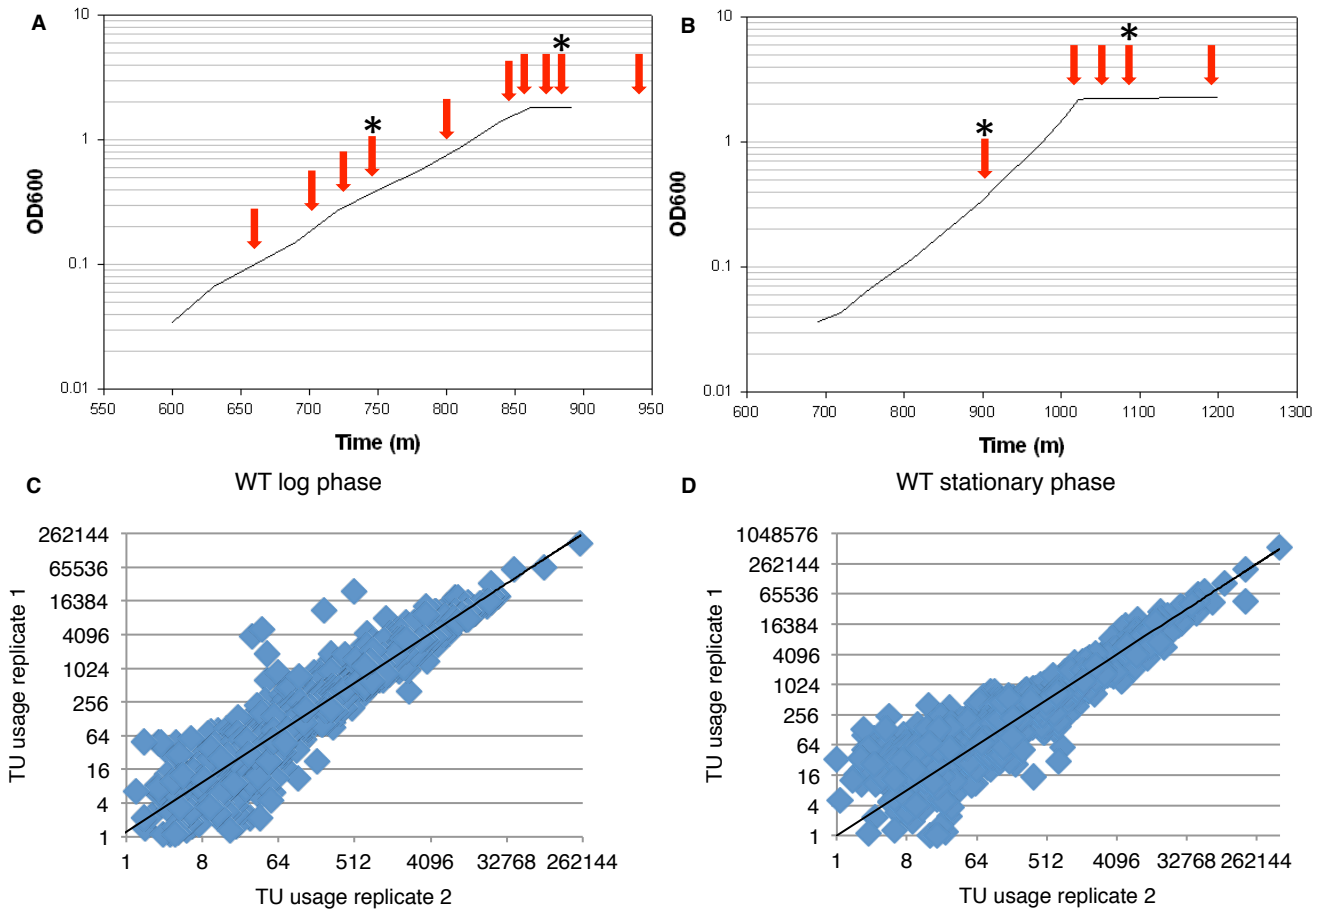 A
10
1
0.1
0.01
OD600
*
*
550 600 650 700 750 800 850 900 950
Time (m)
B
10
1
0.1
0.01
OD600
*
*
600 700 800 900 1000 1100 1200 1300
Time (m)
C
WT log phase
262144
65536
16384
4096
1024
256
64
16
4
1
TU usage replicate 1
1 8 64 512 4096 32768 262144
TU usage replicate 2
D
WT stationary phase
1048576
262144
65536
16384
4096
1024
256
64
16
4
1
TU usage replicate 1
1 8 64 512 4096 32768 262144
TU usage replicate 2